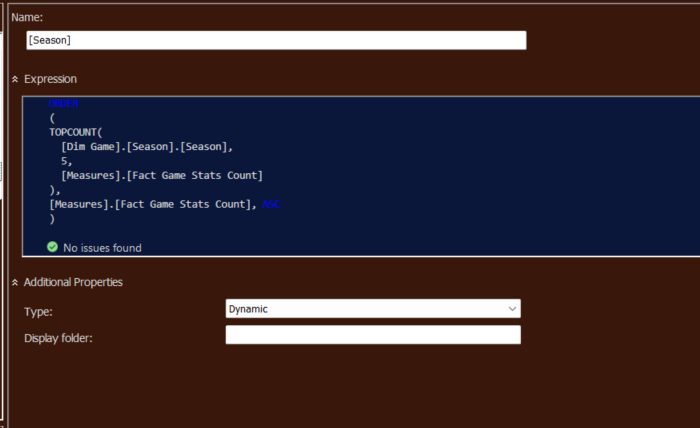 Name:
[Season]
Expression
ORDER
(
TOPCOUNT(
[Dim Game].[Season].[Season],
5,
[Measures].[Fact Game Stats Count]
),
[Measures].[Fact Game Stats Count], ASC
)
No issues found
Additional Properties
Type:
Dynamic
Display folder: